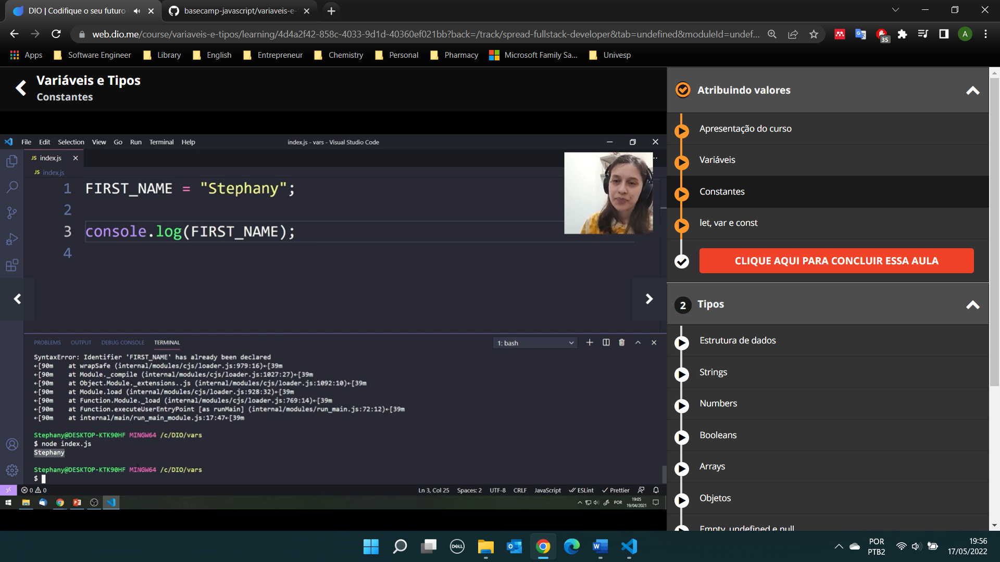 DIO | Codifique o seu futuro
basecamp-javascript/variaveis-e-
web.dio.me/course/variaveis-e-tipos/learning/4d4a2f42-858c-4033-9d1d-40360ef021bb?back=/track/spread-fullstack-developer&tab=undefined&moduleId=undef...
35
A
Apps
Software Engineer
Library
English
Entrepreneur
Chemistry
Personal
Pharmacy
Microsoft Family Sa...
Univesp
Variáveis e Tipos
Constantes
File Edit Selection View Go Run Terminal Help
index.js - vars - Visual Studio Code
JS index.js
JS index.js
1 FIRST_NAME = "Stephany";
2
3 console.log(FIRST_NAME);
4
PROBLEMS OUTPUT DEBUG CONSOLE TERMINAL
1: bash
SyntaxError: Identifier 'FIRST_NAME' has already been declared
←[90m    at wrapSafe (internal/modules/cjs/loader.js:979:16)←[39m
←[90m    at Module._compile (internal/modules/cjs/loader.js:1027:27)←[39m
←[90m    at Object.Module._extensions..js (internal/modules/cjs/loader.js:1092:10)←[39m
←[90m    at Module.load (internal/modules/cjs/loader.js:928:32)←[39m
←[90m    at Function.Module._load (internal/modules/cjs/loader.js:769:14)←[39m
←[90m    at Function.executeUserEntryPoint [as runMain] (internal/modules/run_main.js:72:12)←[39m
←[90m    at internal/main/run_main_module.js:17:47←[39m
Stephany@DESKTOP-KTK90HF MINGW64 /c/DIO/vars
$ node index.js
Stephany
Stephany@DESKTOP-KTK90HF MINGW64 /c/DIO/vars
$
0 0
Ln 3, Col 25 Spaces: 2 UTF-8 CRLF JavaScript ESLint Prettier
POR
19:05
19/04/2021
Atribuindo valores
Apresentação do curso
Variáveis
Constantes
let, var e const
CLIQUE AQUI PARA CONCLUIR ESSA AULA
2 Tipos
Estrutura de dados
Strings
Numbers
Booleans
Arrays
Objetos
Empty, undefined e null
DELL
POR
PTB2
19:56
17/05/2022